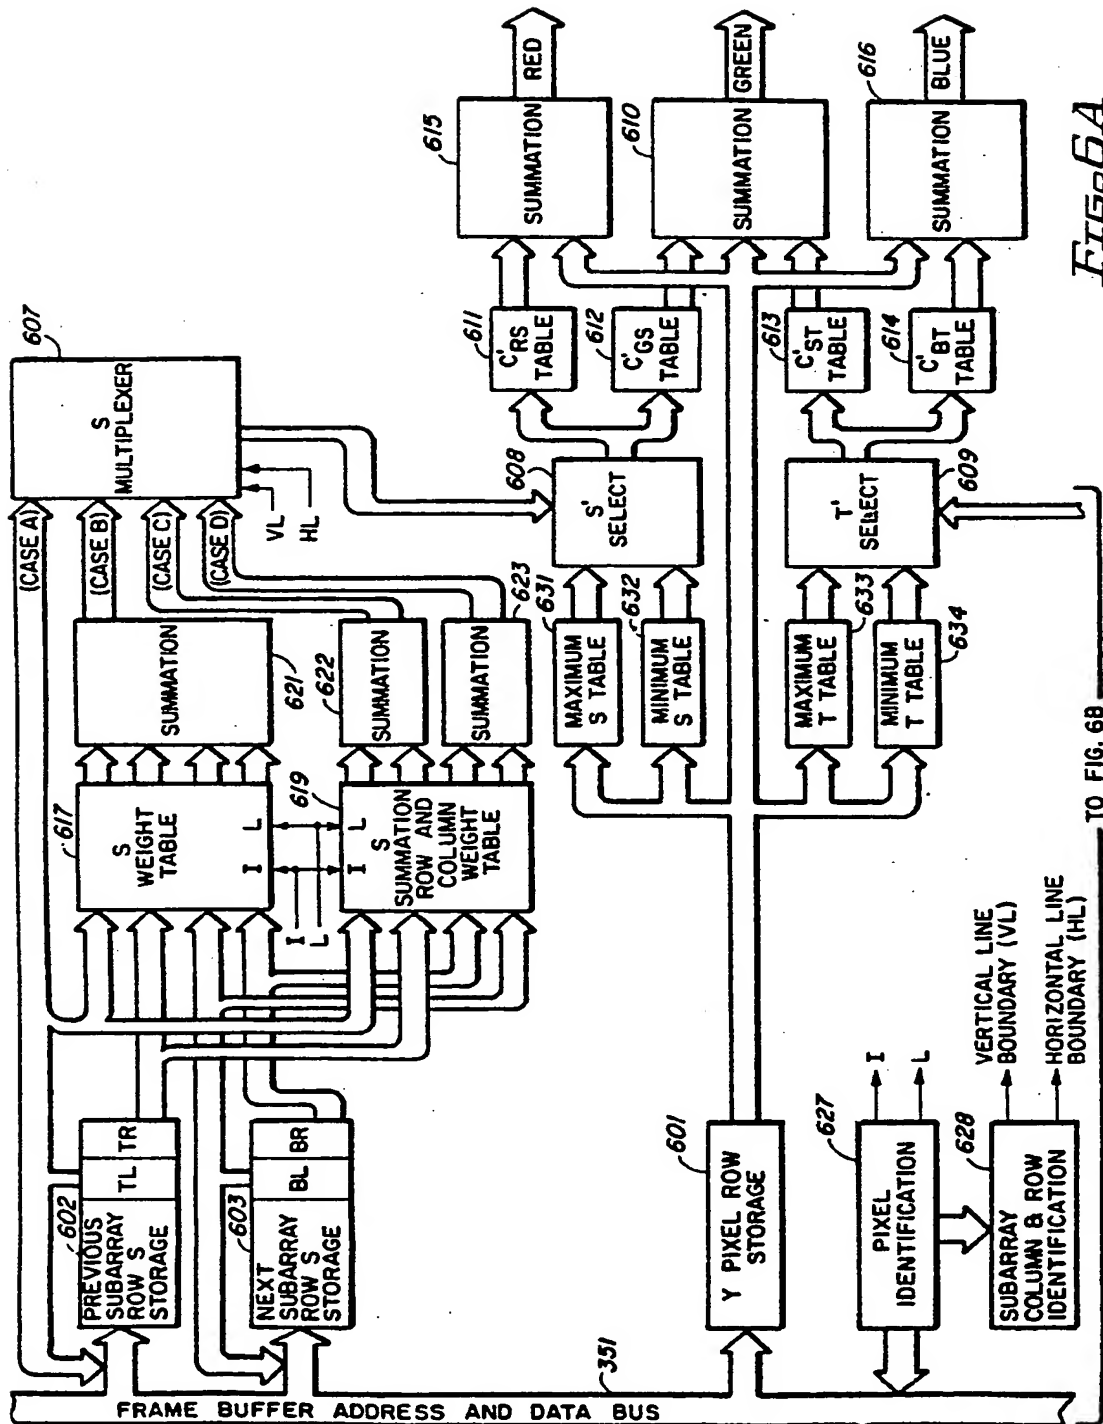 607
S
MULTIPLEXER
(CASE A)
(CASE B)
(CASE C)
(CASE D)
VL
HL
617
S
WEIGHT
TABLE
I
L
SUMMATION
621
622
SUMMATION
623
SUMMATION
619
I
L
S
SUMMATION
ROW AND
COLUMN
WEIGHT
TABLE
I
L
602
PREVIOUS
SUBARRAY
ROW S
STORAGE
TL
TR
603
NEXT
SUBARRAY
ROW S
STORAGE
BL
BR
615
SUMMATION
RED
610
SUMMATION
GREEN
616
SUMMATION
BLUE
611
C'RS
TABLE
612
C'GS
TABLE
613
C'ST
TABLE
614
C'BT
TABLE
608
S'
SELECT
609
T'
SELECT
631
MAXIMUM
S TABLE
632
MINIMUM
S TABLE
633
MAXIMUM
T TABLE
634
MINIMUM
T TABLE
601
Y PIXEL ROW
STORAGE
627
PIXEL
IDENTIFICATION
I
L
628
SUBARRAY
COLUMN & ROW
IDENTIFICATION
VERTICAL LINE
BOUNDARY (VL)
HORIZONTAL LINE
BOUNDARY (HL)
351
FRAME BUFFER ADDRESS AND DATA BUS
TO FIG. 6B
FIG. 6A